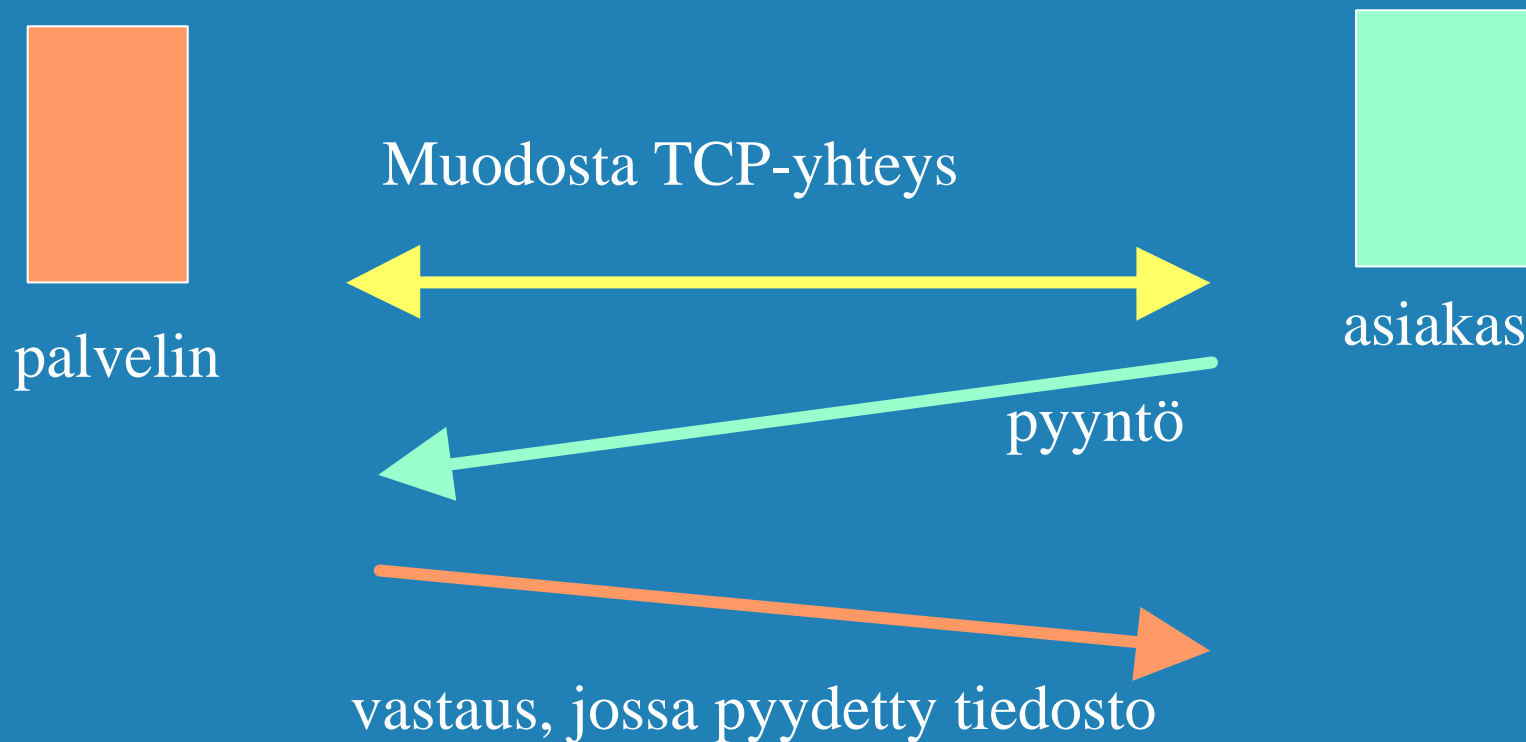 Muodosta TCP-yhteys
palvelin
asiakas
pyyntö
vastaus, jossa pyydetty tiedosto